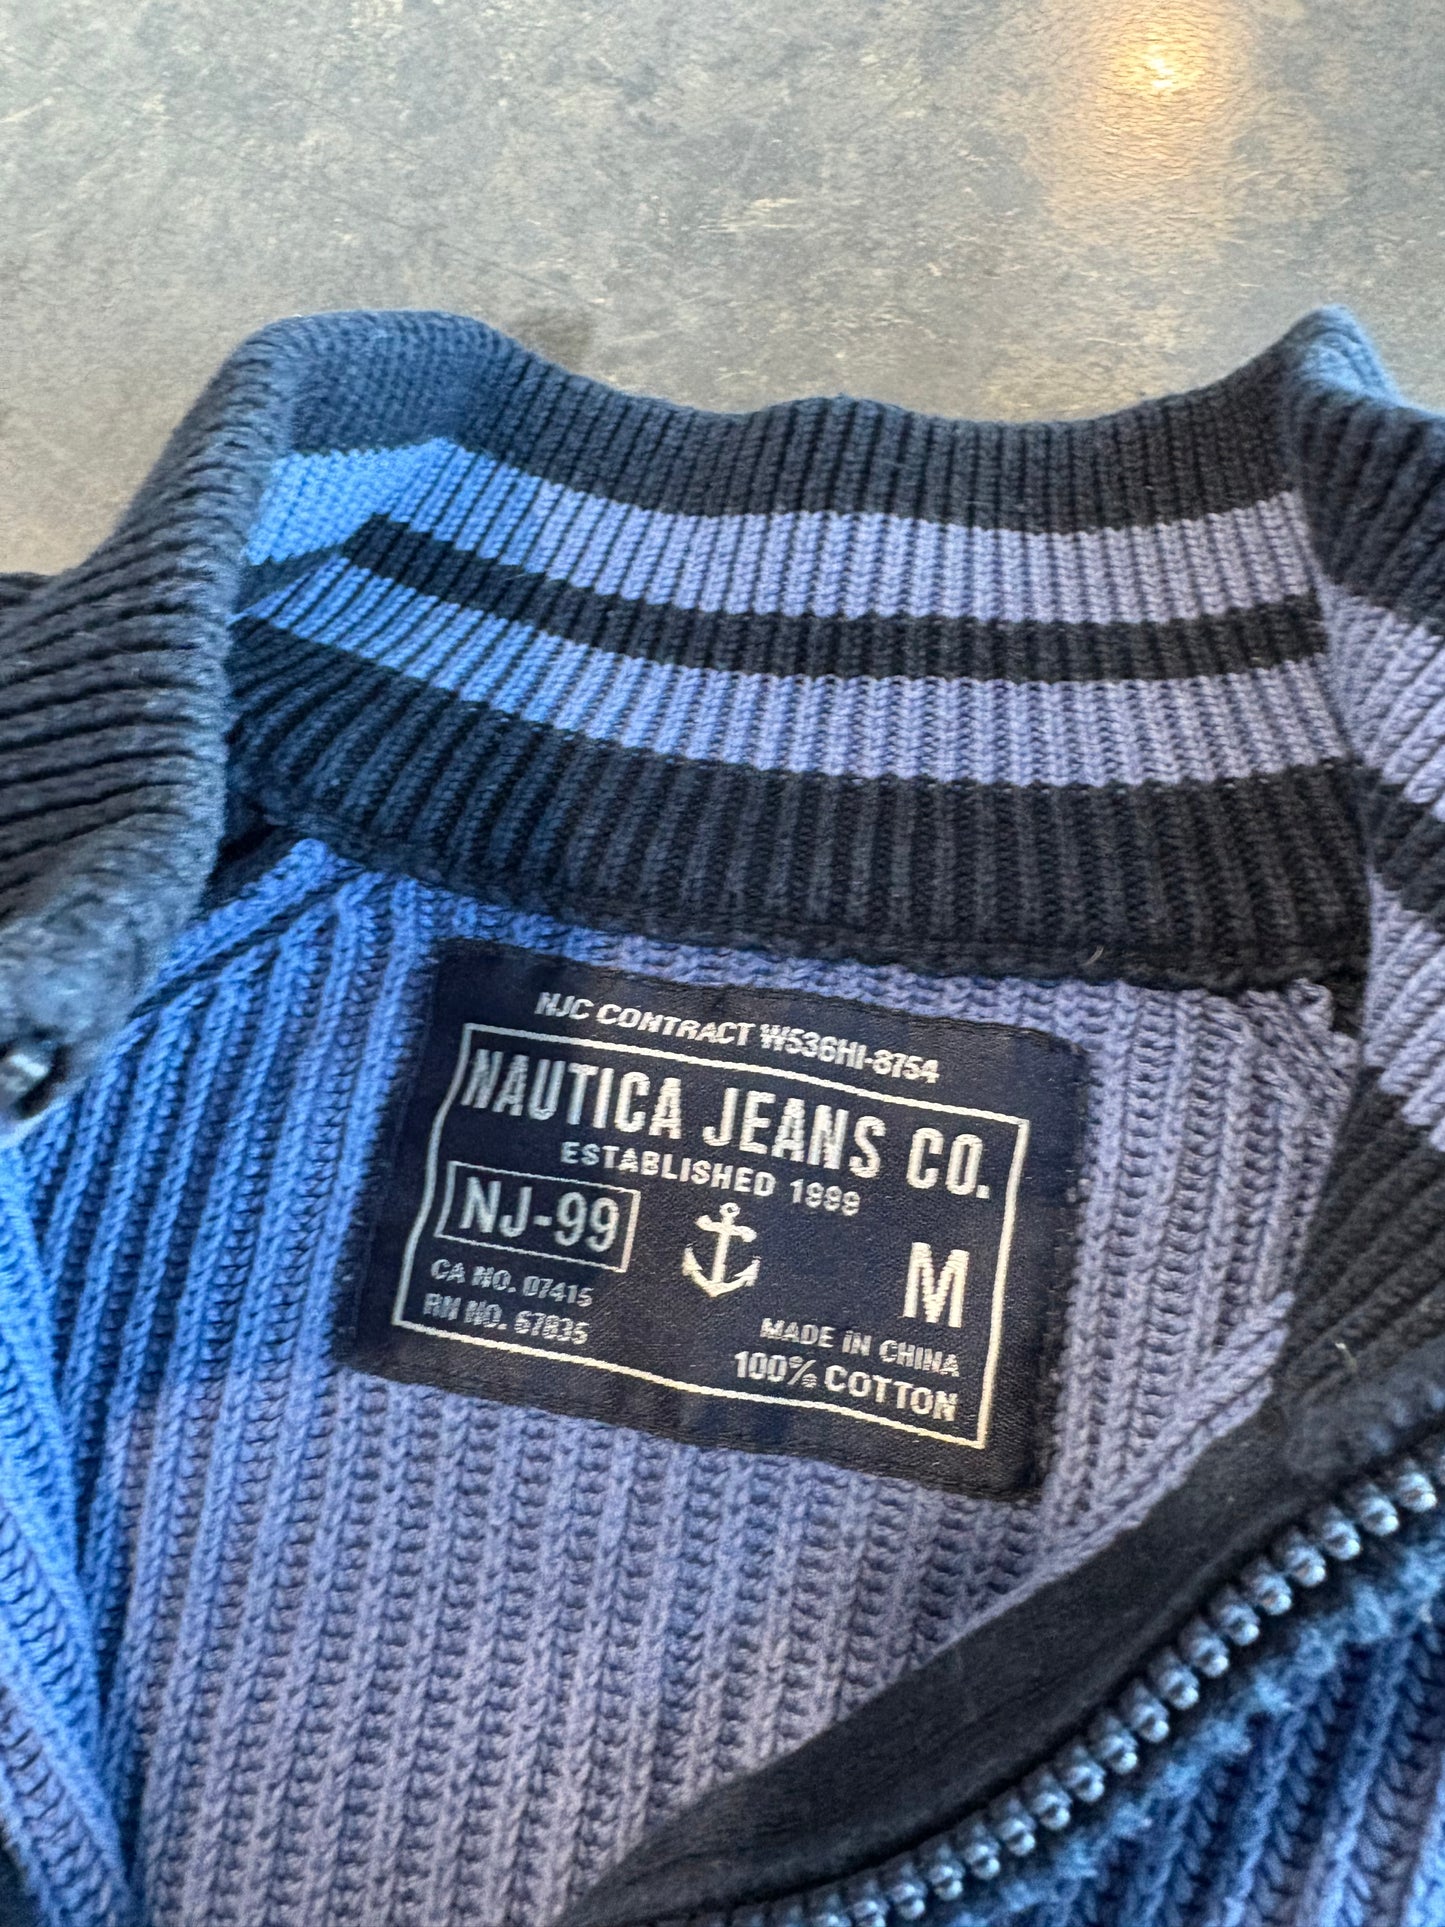 NJC CONTRACT W536HI-8754
NAUTICA JEANS CO.
ESTABLISHED 1999
NJ-99
M
CA NO. 07415
RN NO. 67835
MADE IN CHINA
100% COTTON